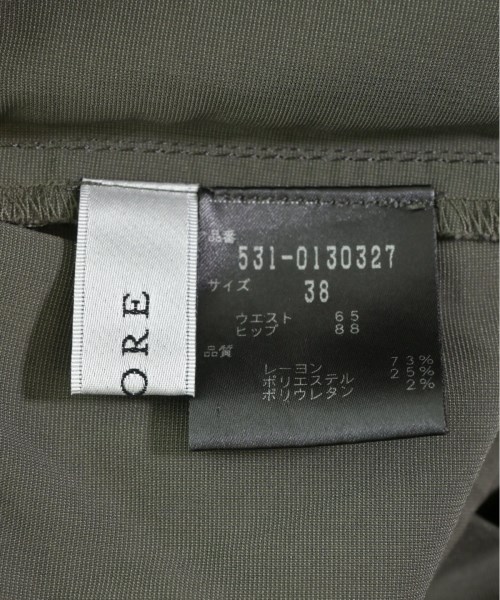 ORE
品番
531-0130327
サイズ
38
ウエスト 65
ヒップ 88
品質
レーヨン 73%
ポリエステル 25%
ポリウレタン 2%